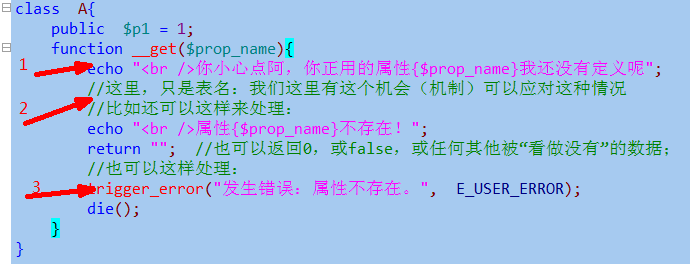 class A{
public $p1 = 1;
function __get($prop_name){
1 echo "<br />你小心点阿，你正用的属性{$prop_name}我还没有定义呢";
//这里，只是表名：我们这里有这个机会（机制）可以应对这种情况
2 //比如还可以这样来处理：
echo "<br />属性{$prop_name}不存在！";
return ""; //也可以返回0，或false，或任何其他被“看做没有”的数据；
//也可以这样处理：
3 trigger_error("发生错误：属性不存在。", E_USER_ERROR);
die();
}
}